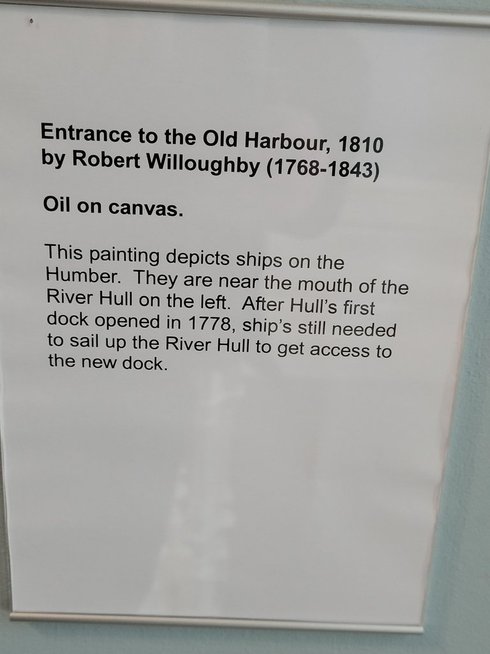 Entrance to the Old Harbour, 1810
by Robert Willoughby (1768-1843)
Oil on canvas.
This painting depicts ships on the
Humber. They are near the mouth of the
River Hull on the left. After Hull's first
dock opened in 1778, ship's still needed
to sail up the River Hull to get access to
the new dock.